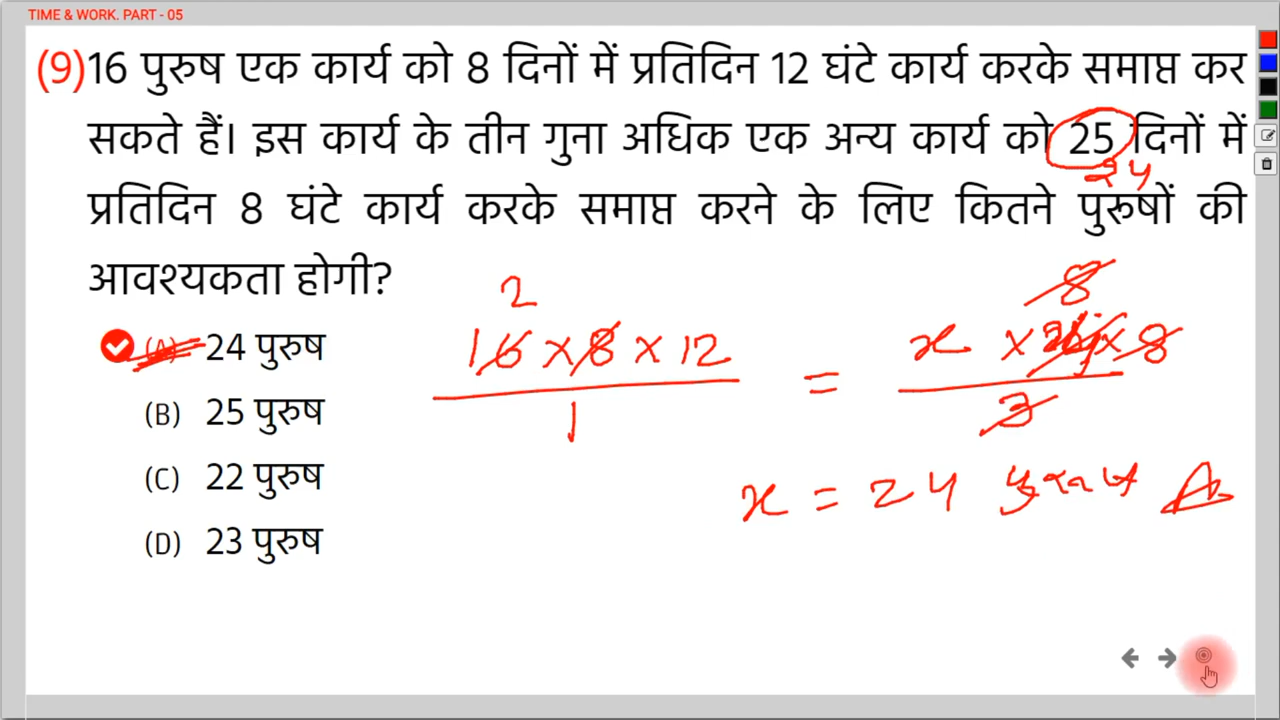 TIME & WORK. PART - 05
(9)16 पुरुष एक कार्य को 8 दिनों में प्रतिदिन 12 घंटे कार्य करके समाप्त कर
सकते हैं। इस कार्य के तीन गुना अधिक एक अन्य कार्य को 25 दिनों में
24
प्रतिदिन 8 घंटे कार्य करके समाप्त करने के लिए कितने पुरुषों की
आवश्यकता होगी?
2 8
(A) 24 पुरुष
16 × 8 × 12 = x × 24 × 8
1 3
(B) 25 पुरुष
(C) 22 पुरुष
x = 24 पुरुष
(D) 23 पुरुष